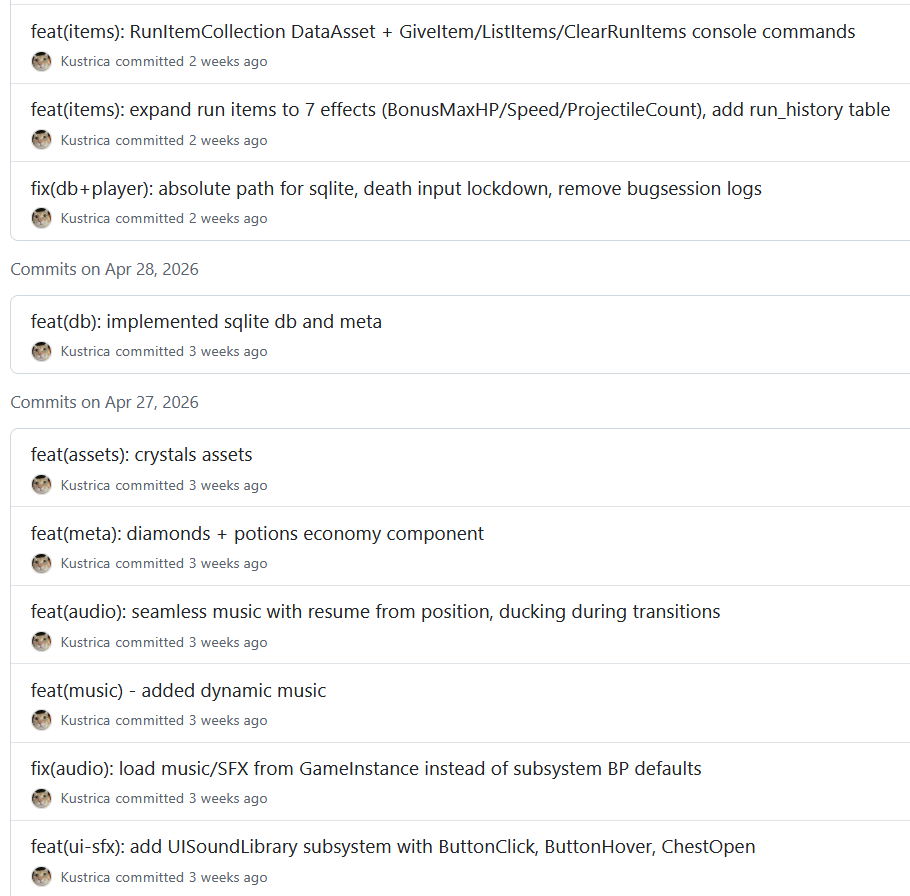 feat(items): RunItemCollection DataAsset + GiveItem/ListItems/ClearRunItems console commands
Kustrica committed 2 weeks ago
feat(items): expand run items to 7 effects (BonusMaxHP/Speed/ProjectileCount), add run_history table
Kustrica committed 2 weeks ago
fix(db+player): absolute path for sqlite, death input lockdown, remove bugsession logs
Kustrica committed 2 weeks ago
Commits on Apr 28, 2026
feat(db): implemented sqlite db and meta
Kustrica committed 3 weeks ago
Commits on Apr 27, 2026
feat(assets): crystals assets
Kustrica committed 3 weeks ago
feat(meta): diamonds + potions economy component
Kustrica committed 3 weeks ago
feat(audio): seamless music with resume from position, ducking during transitions
Kustrica committed 3 weeks ago
feat(music) - added dynamic music
Kustrica committed 3 weeks ago
fix(audio): load music/SFX from GameInstance instead of subsystem BP defaults
Kustrica committed 3 weeks ago
feat(ui-sfx): add UISoundLibrary subsystem with ButtonClick, ButtonHover, ChestOpen
Kustrica committed 3 weeks ago